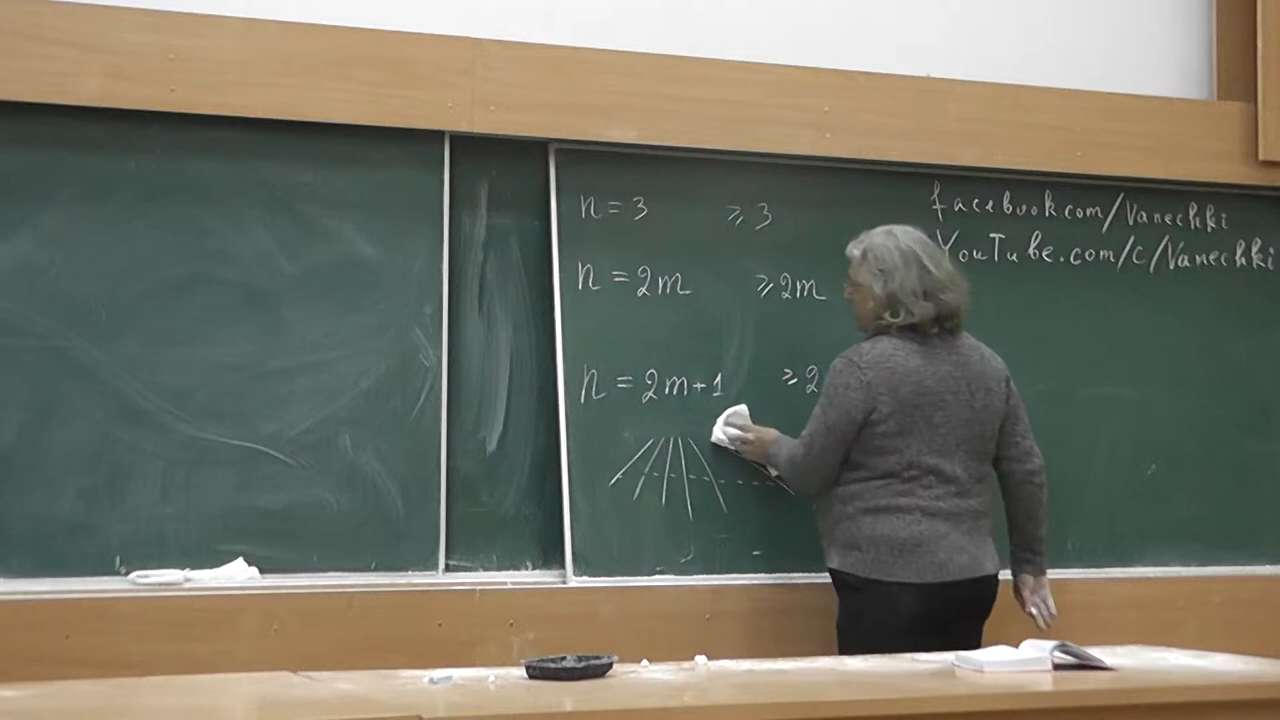 n = 3 ⩾ 3
n = 2m ⩾ 2m
n = 2m+1 ⩾ 2
facebook.com/Vanechki
YouTube.com/c/Vanechki